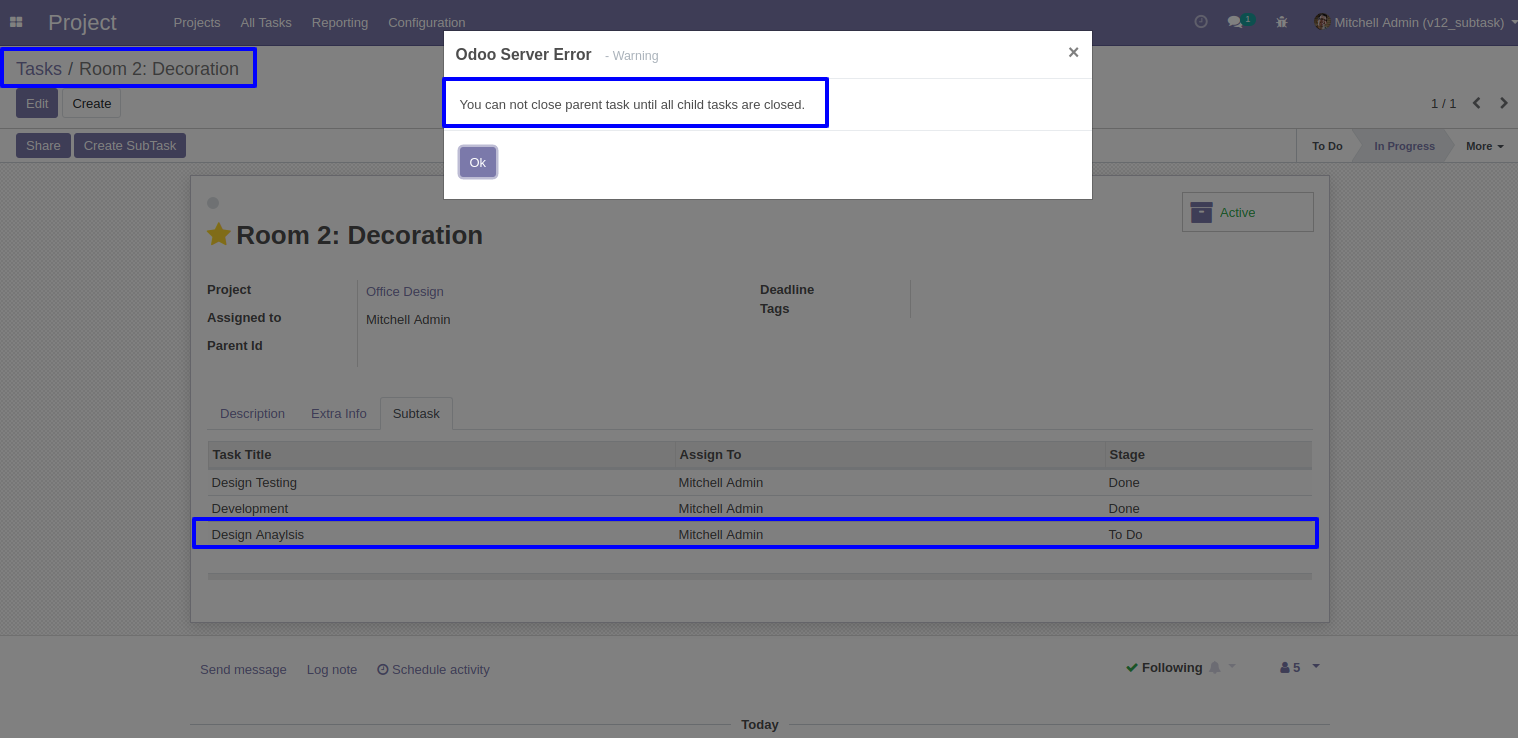 Project Projects All Tasks Reporting Configuration 1 Mitchell Admin (v12_subtask)
Odoo Server Error - Warning ×
Tasks / Room 2: Decoration
You can not close parent task until all child tasks are closed.
Edit Create 1 / 1
Share Create SubTask To Do In Progress More
Ok
Active
Room 2: Decoration
Project Office Design Deadline
Tags
Assigned to Mitchell Admin
Parent Id
Description Extra Info Subtask
Task Title Assign To Stage
Design Testing Mitchell Admin Done
Development Mitchell Admin Done
Design Anaylsis Mitchell Admin To Do
Send message Log note Schedule activity Following 5
Today